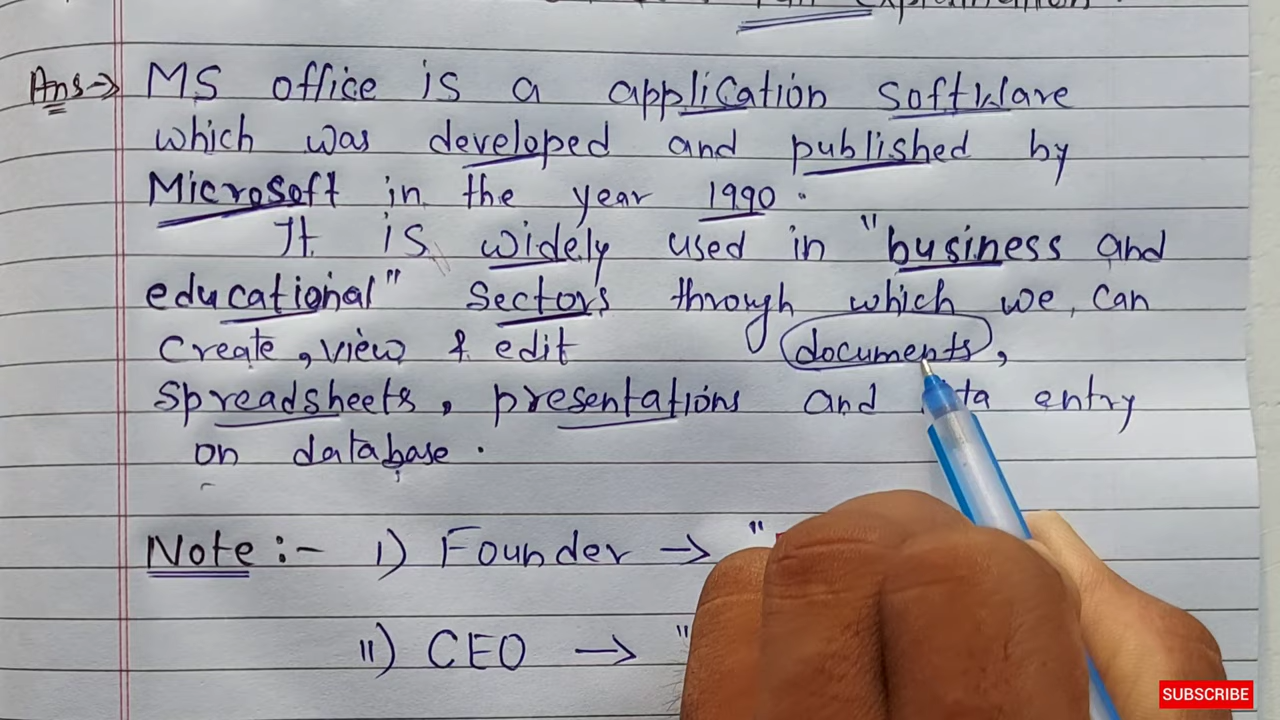 Explanation.
Ans→ MS office is a application software
which was developed and published by
Microsoft in the year 1990.
It is widely used in "business and
educational" sectors through which we can
create, view & edit documents,
spreadsheets, presentations and entry
on database.
Note :- i) Founder → "
ii) CEO → "
SUBSCRIBE